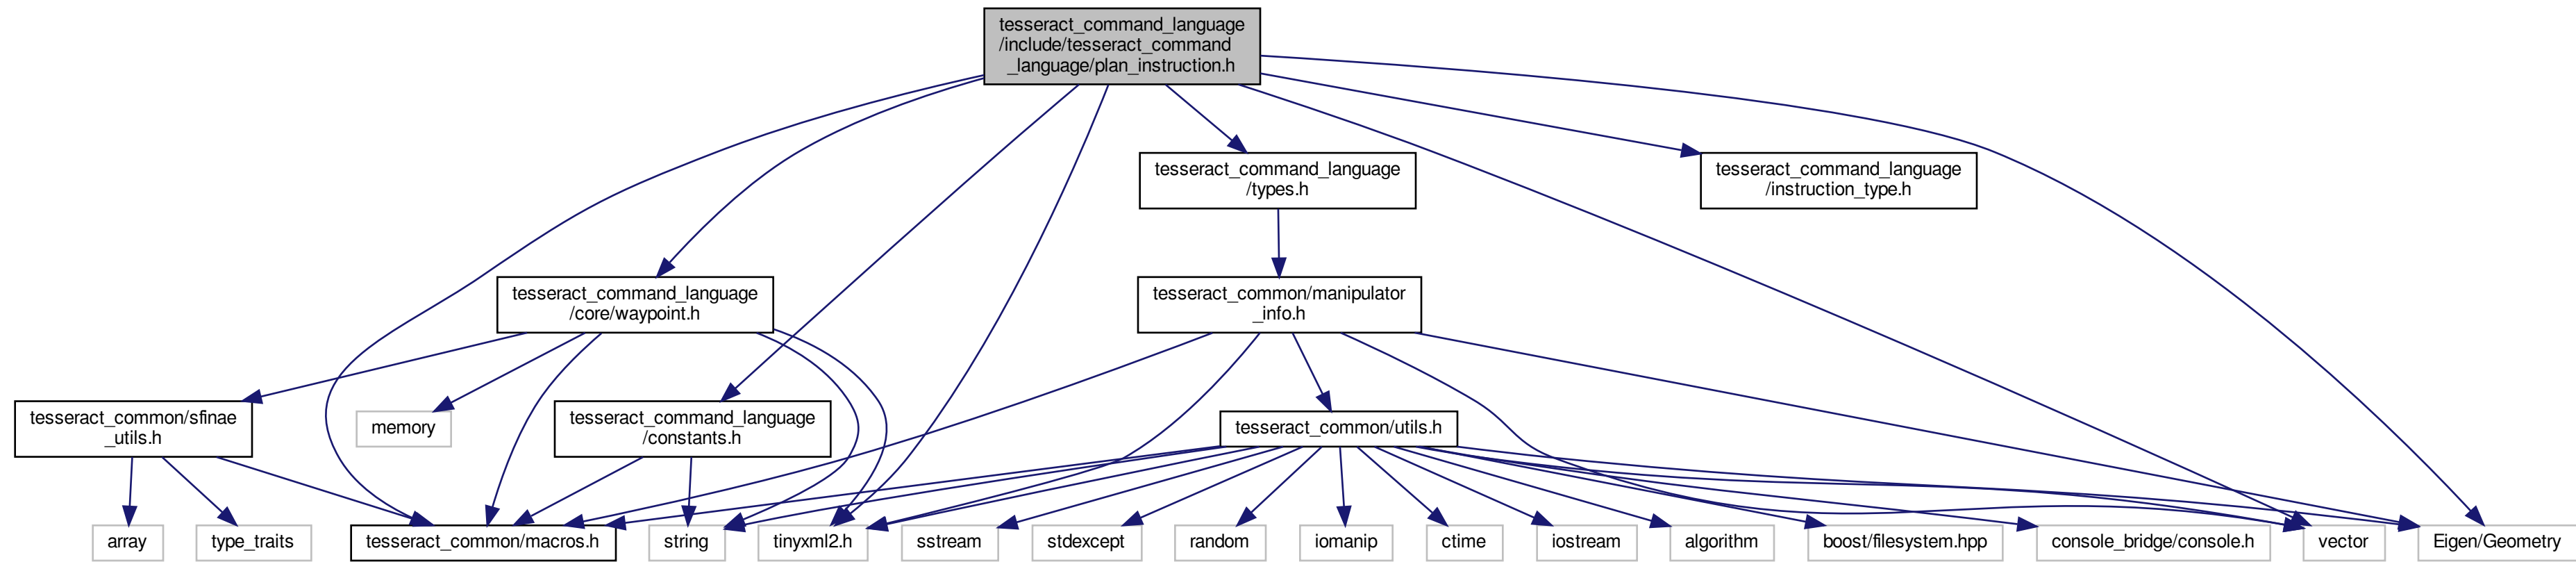 tesseract_command_language
/include/tesseract_command
_language/plan_instruction.h
tesseract_command_language
/types.h
tesseract_command_language
/instruction_type.h
tesseract_command_language
/core/waypoint.h
tesseract_common/manipulator
_info.h
tesseract_common/sfinae
_utils.h
memory
tesseract_command_language
/constants.h
tesseract_common/utils.h
array
type_traits
tesseract_common/macros.h
string
tinyxml2.h
sstream
stdexcept
random
iomanip
ctime
iostream
algorithm
boost/filesystem.hpp
console_bridge/console.h
vector
Eigen/Geometry